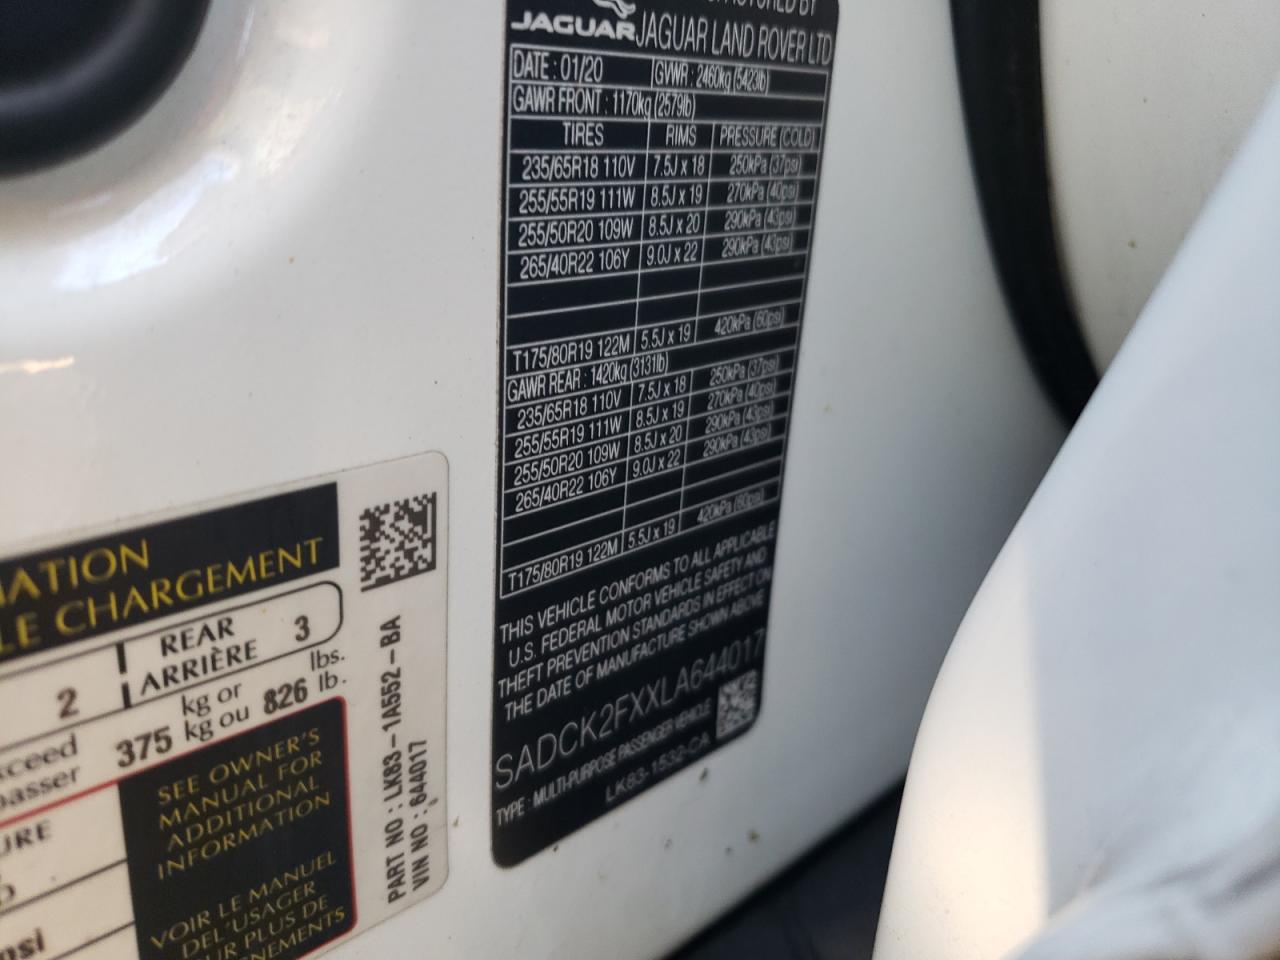 JAGUAR JAGUAR LAND ROVER LTD
DATE : 01/20 GVWR : 2460kg (5423lb)
GAWR FRONT : 1170kg (2579lb)
TIRES RIMS PRESSURE (COLD)
235/65R18 110V 7.5J x 18 250kPa (37psi)
255/55R19 111W 8.5J x 19 270kPa (40psi)
255/50R20 109W 8.5J x 20 290kPa (43psi)
265/40R22 106Y 9.0J x 22 290kPa (43psi)
T175/80R19 122M 5.5J x 19 420kPa (60psi)
GAWR REAR : 1420kg (3131lb)
235/65R18 110V 7.5J x 18 250kPa (37psi)
255/55R19 111W 8.5J x 19 270kPa (40psi)
255/50R20 109W 8.5J x 20 290kPa (43psi)
265/40R22 106Y 9.0J x 22 290kPa (43psi)
T175/80R19 122M 5.5J x 19 420kPa (60psi)
THIS VEHICLE CONFORMS TO ALL APPLICABLE
U.S. FEDERAL MOTOR VEHICLE SAFETY AND
THEFT PREVENTION STANDARDS IN EFFECT ON
THE DATE OF MANUFACTURE SHOWN ABOVE
SADCK2FXXLA644017
TYPE : MULTI-PURPOSE PASSENGER VEHICLE
LK83-1532-CA
LE CHARGEMENT
2 REAR 3
ARRIÈRE
375 kg or 826 lbs.
kg ou lb.
SEE OWNER'S
MANUAL FOR
ADDITIONAL
INFORMATION
VOIR LE MANUEL
DE L'USAGER
PLUS DE
PART NO : LK83-1A552-BA
VIN NO : 644017